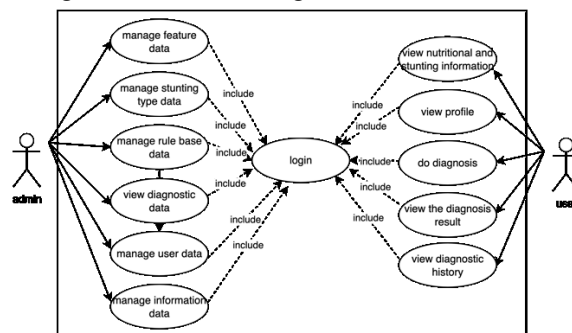 manage feature
data
include
manage stunting
type data
include
manage rule base
data
include
admin
view diagnostic
data
include
manage user data
include
manage information
data
include
login
view nutritional and
stunting information
include
view profile
include
do diagnosis
include
view the diagnosis
result
include
view diagnostic
history
include